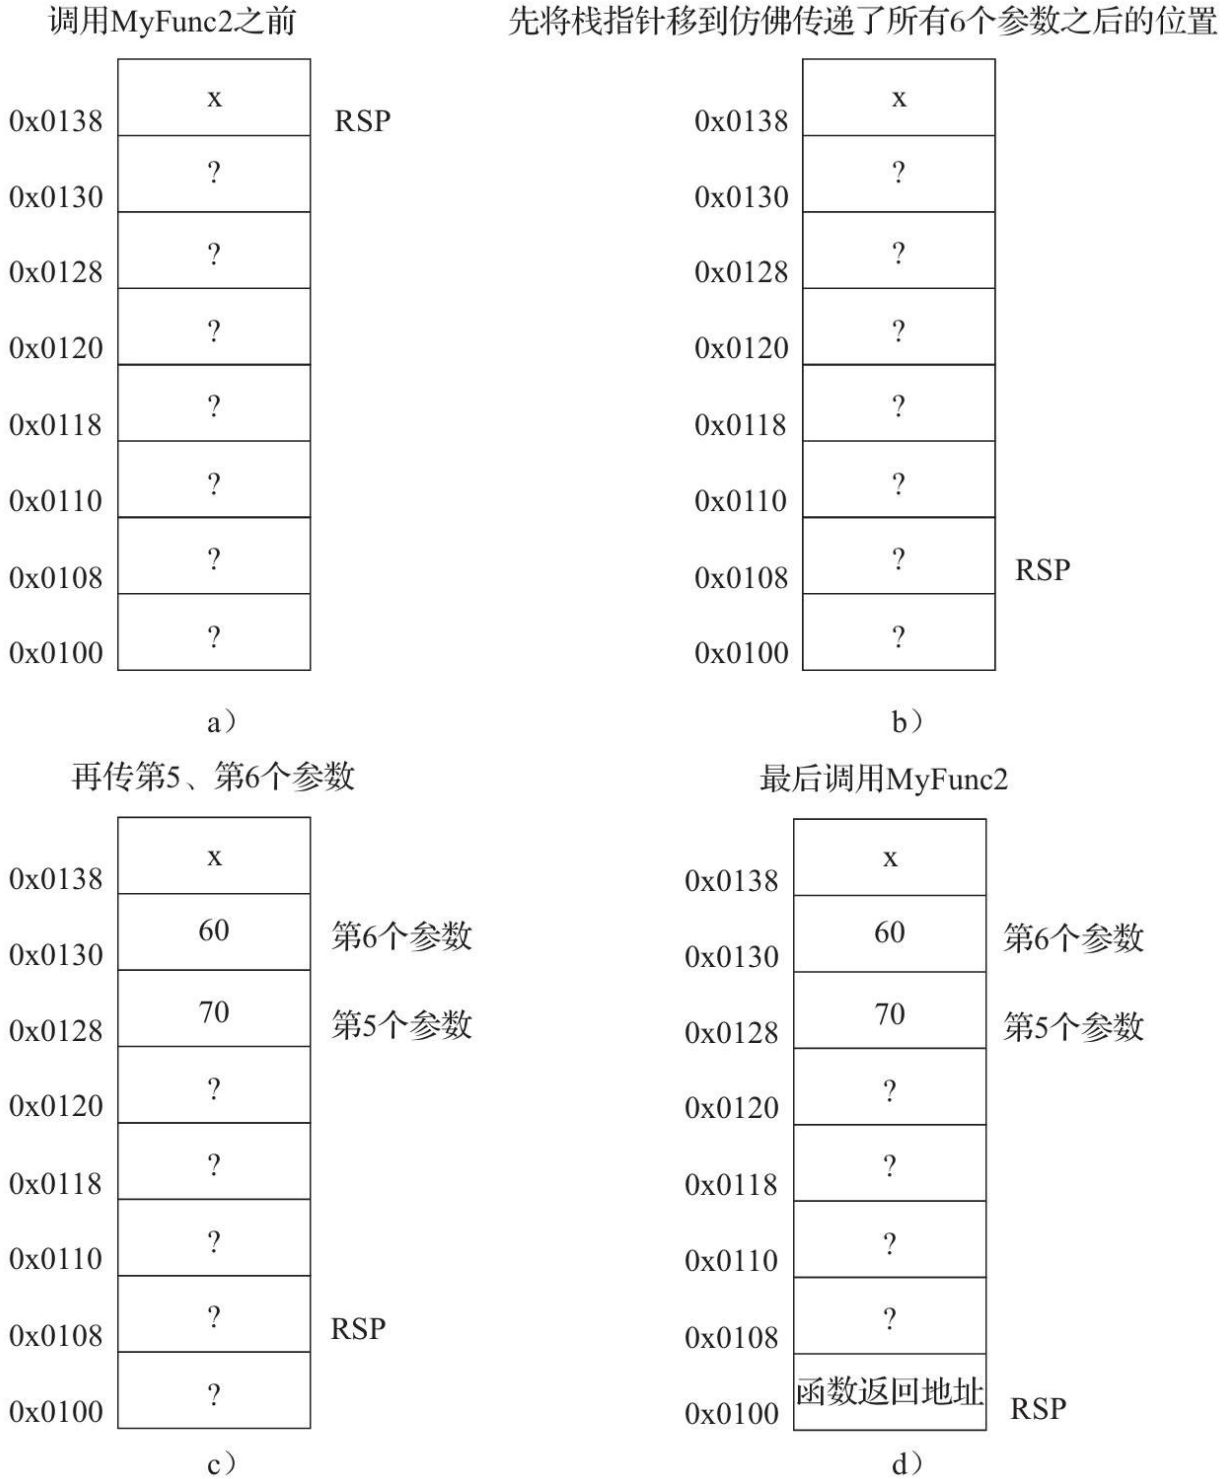 调用MyFunc2之前
0x0138 x RSP
0x0130 ?
0x0128 ?
0x0120 ?
0x0118 ?
0x0110 ?
0x0108 ?
0x0100 ?
a）
先将栈指针移到仿佛传递了所有6个参数之后的位置
0x0138 x
0x0130 ?
0x0128 ?
0x0120 ?
0x0118 ?
0x0110 ?
0x0108 ? RSP
0x0100 ?
b）
再传第5、第6个参数
0x0138 x
0x0130 60 第6个参数
0x0128 70 第5个参数
0x0120 ?
0x0118 ?
0x0110 ?
0x0108 ? RSP
0x0100 ?
c）
最后调用MyFunc2
0x0138 x
0x0130 60 第6个参数
0x0128 70 第5个参数
0x0120 ?
0x0118 ?
0x0110 ?
0x0108 ?
0x0100 函数返回地址 RSP
d）